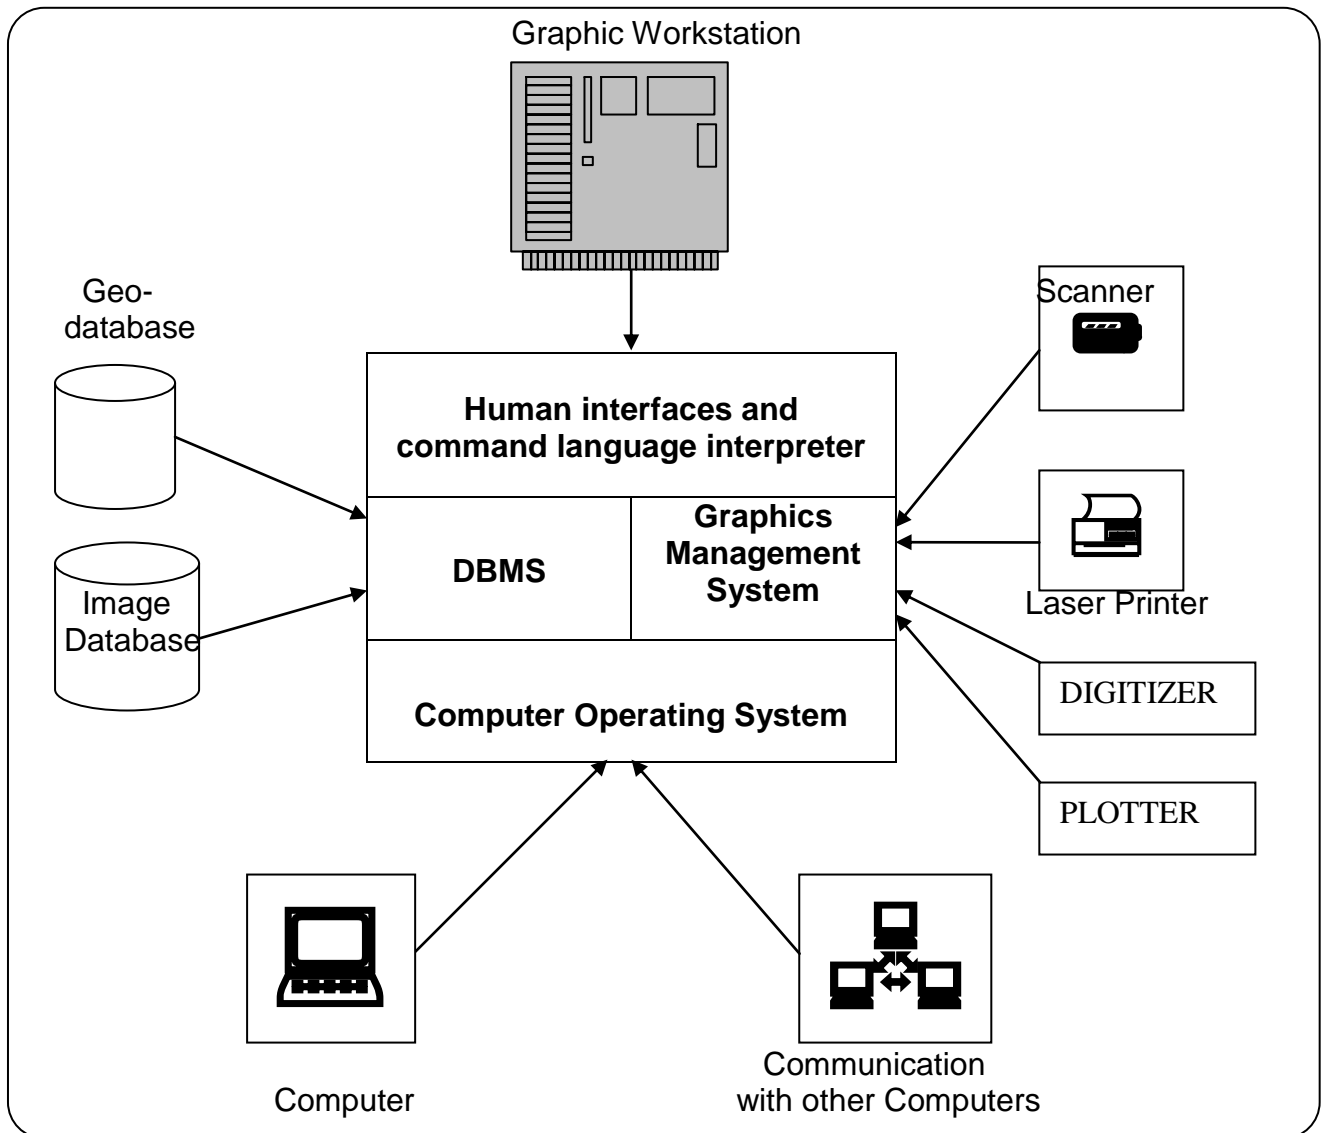 Graphic Workstation
Geo-
database
Scanner
Human interfaces and
command language interpreter
Graphics
Management
System
DBMS
Image
Database
Laser Printer
DIGITIZER
Computer Operating System
PLOTTER
Communication
with other Computers
Computer